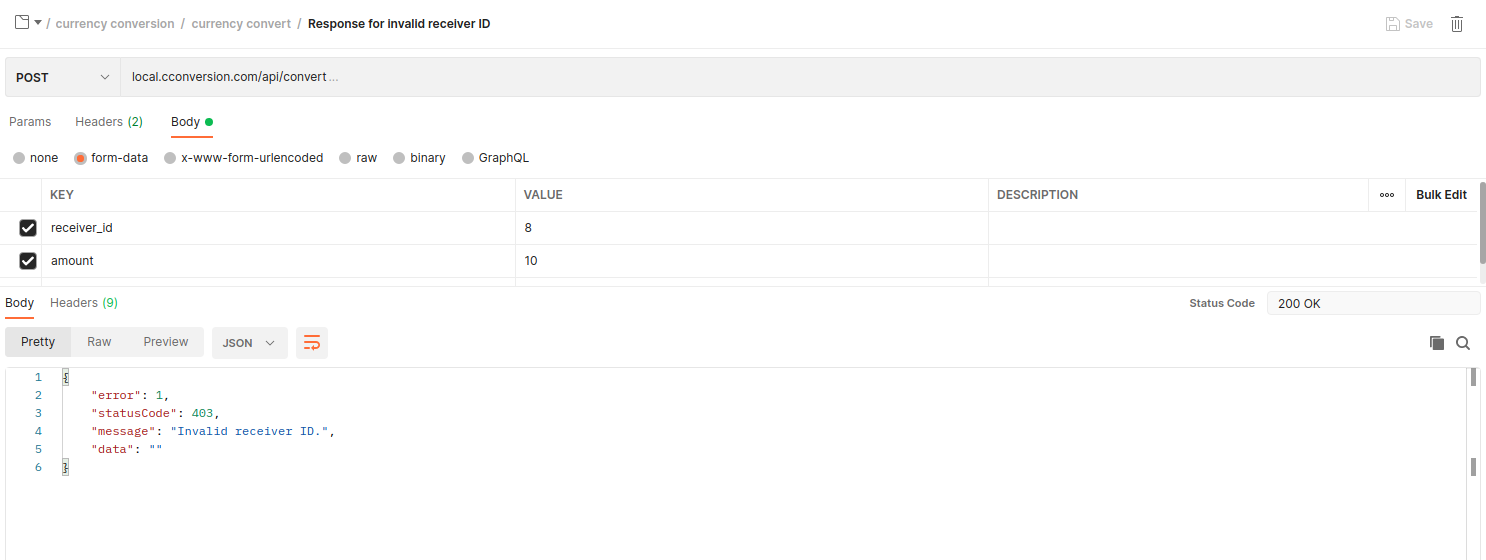 / currency conversion / currency convert / Response for invalid receiver ID Save
POST local.cconversion.com/api/convert ...
Params Headers (2) Body
none form-data x-www-form-urlencoded raw binary GraphQL
KEY VALUE DESCRIPTION ooo Bulk Edit
receiver_id 8
amount 10
Body Headers (9) Status Code 200 OK
Pretty Raw Preview JSON
1 {
2 "error": 1,
3 "statusCode": 403,
4 "message": "Invalid receiver ID.",
5 "data": ""
6 }